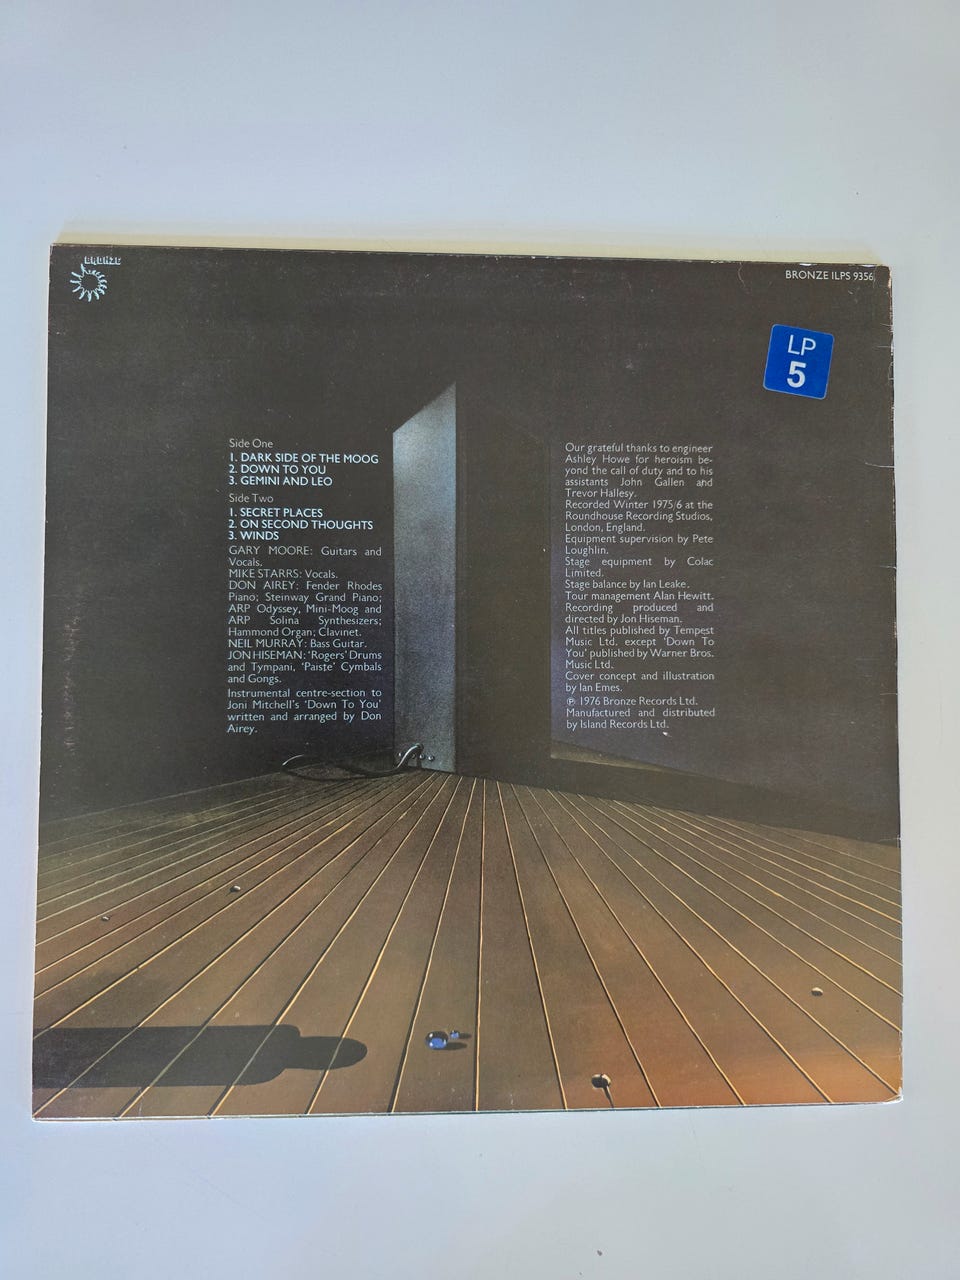 BRONZE
BRONZE ILPS 9356
LP
5
Side One
1. DARK SIDE OF THE MOOG
2. DOWN TO YOU
3. GEMINI AND LEO
Side Two
1. SECRET PLACES
2. ON SECOND THOUGHTS
3. WINDS
GARY MOORE: Guitars and
Vocals.
MIKE STARRS: Vocals.
DON AIREY: Fender Rhodes
Piano; Steinway Grand Piano;
ARP Odyssey, Mini-Moog and
ARP Solina Synthesizers;
Hammond Organ; Clavinet.
NEIL MURRAY: Bass Guitar.
JON HISEMAN: 'Rogers' Drums
and Tympani, 'Paiste' Cymbals
and Gongs.
Instrumental centre-section to
Joni Mitchell's 'Down To You'
written and arranged by Don
Airey.
Our grateful thanks to engineer
Ashley Howe for heroism be-
yond the call of duty and to his
assistants John Gallen and
Trevor Hallesy.
Recorded Winter 1975/6 at the
Roundhouse Recording Studios,
London, England.
Equipment supervision by Pete
Loughlin.
Stage equipment by Colac
Limited.
Stage balance by Ian Leake.
Tour management Alan Hewitt.
Recording produced and
directed by Jon Hiseman.
All titles published by Tempest
Music Ltd. except 'Down To
You' published by Warner Bros.
Music Ltd.
Cover concept and illustration
by Ian Emes.
℗ 1976 Bronze Records Ltd.
Manufactured and distributed
by Island Records Ltd.